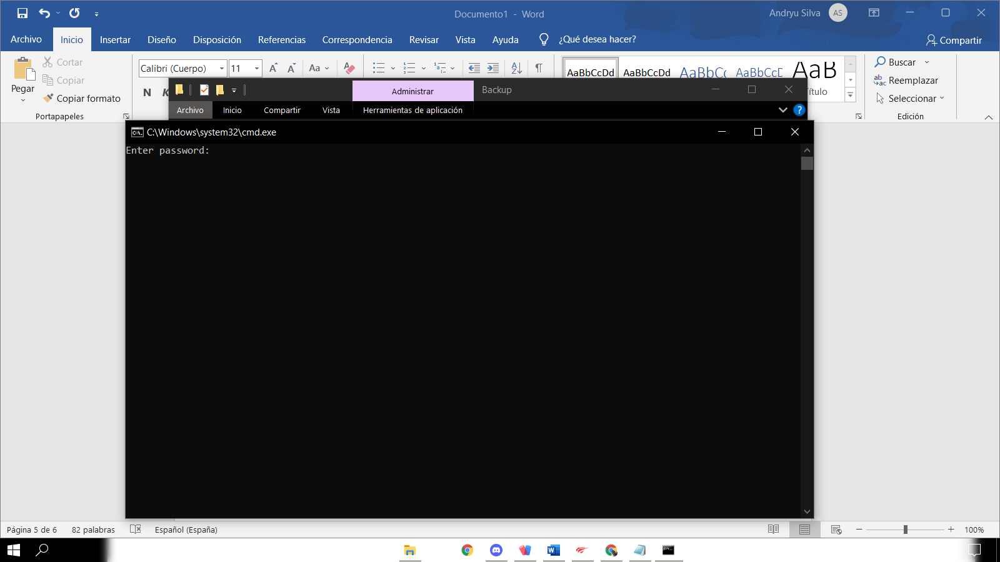 Documento1 - Word
Andryu Silva
AS
Archivo
Inicio
Insertar
Diseño
Disposición
Referencias
Correspondencia
Revisar
Vista
Ayuda
¿Qué desea hacer?
Compartir
Pegar
Cortar
Copiar
Copiar formato
Portapapeles
Calibri (Cuerpo)
11
Aa
N
K
AaBbCcDd
AaBbCcDd
AaBbCc
AaBbCcD
AaB
ítulo
Buscar
Reemplazar
Seleccionar
Edición
Administrar
Backup
Archivo
Inicio
Compartir
Vista
Herramientas de aplicación
C:\Windows\system32\cmd.exe
Enter password:
Página 5 de 6
82 palabras
Español (España)
100%